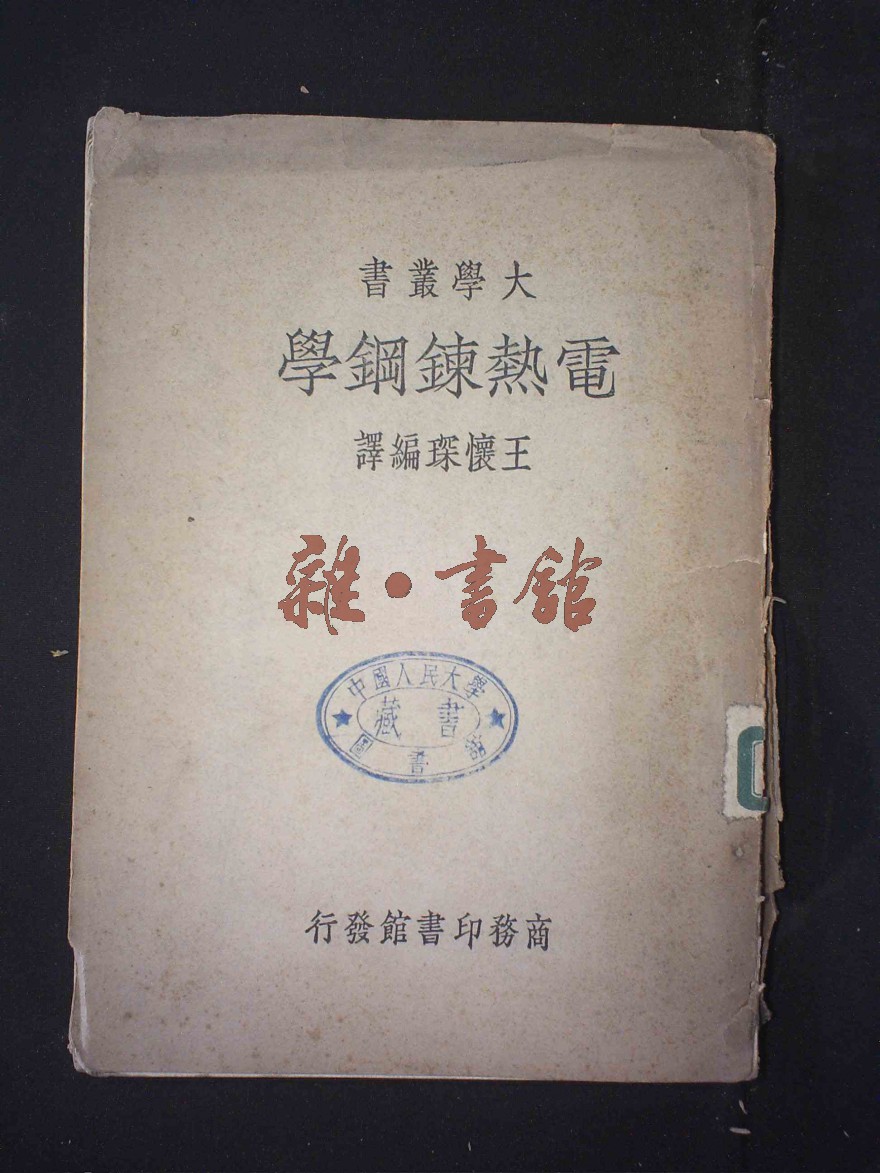 大學叢書
電熱鍊鋼學
王懷琛編譯
雜·書館
中國人民大學
藏書
圖書館
商務印書館發行